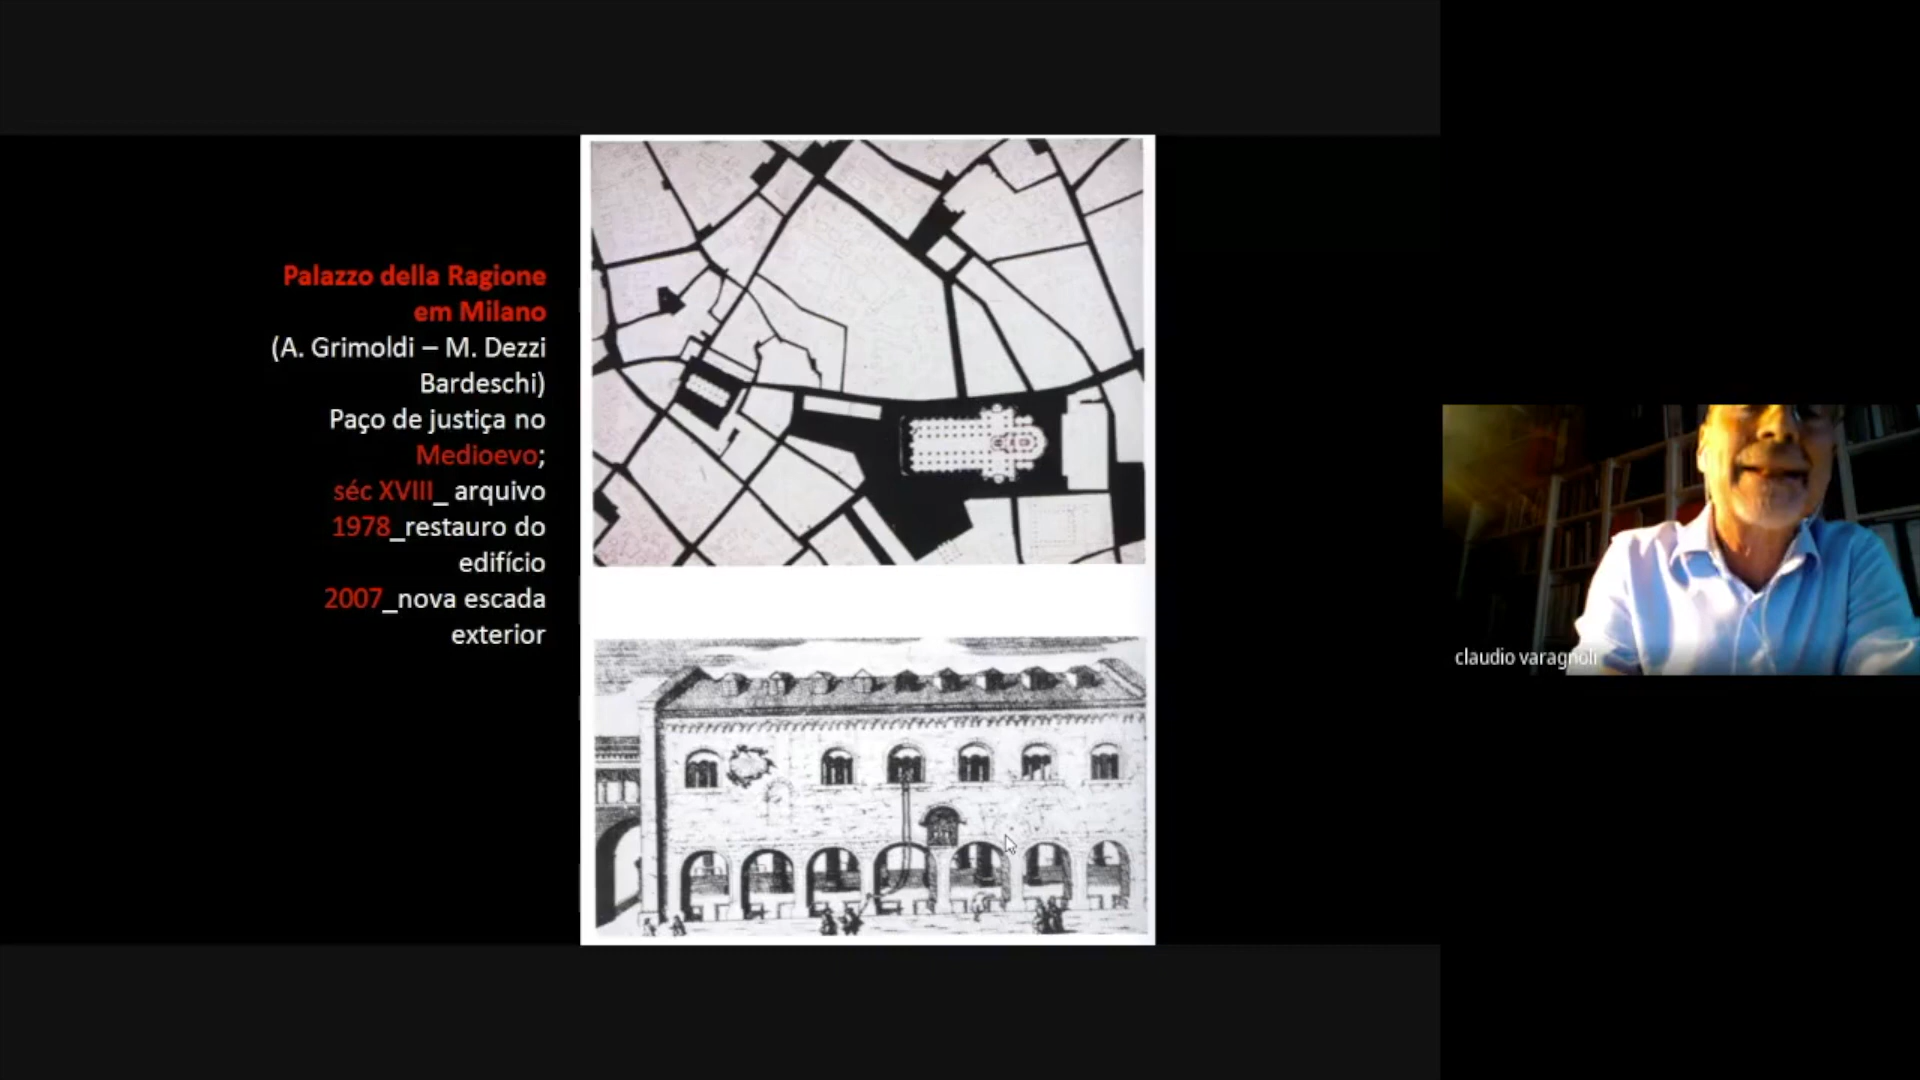 Palazzo della Ragione
em Milano
(A. Grimoldi – M. Dezzi
Bardeschi)
Paço de justiça no
Medioevo;
séc XVIII_ arquivo
1978_restauro do
edifício
2007_nova escada
exterior
claudio varagnoli